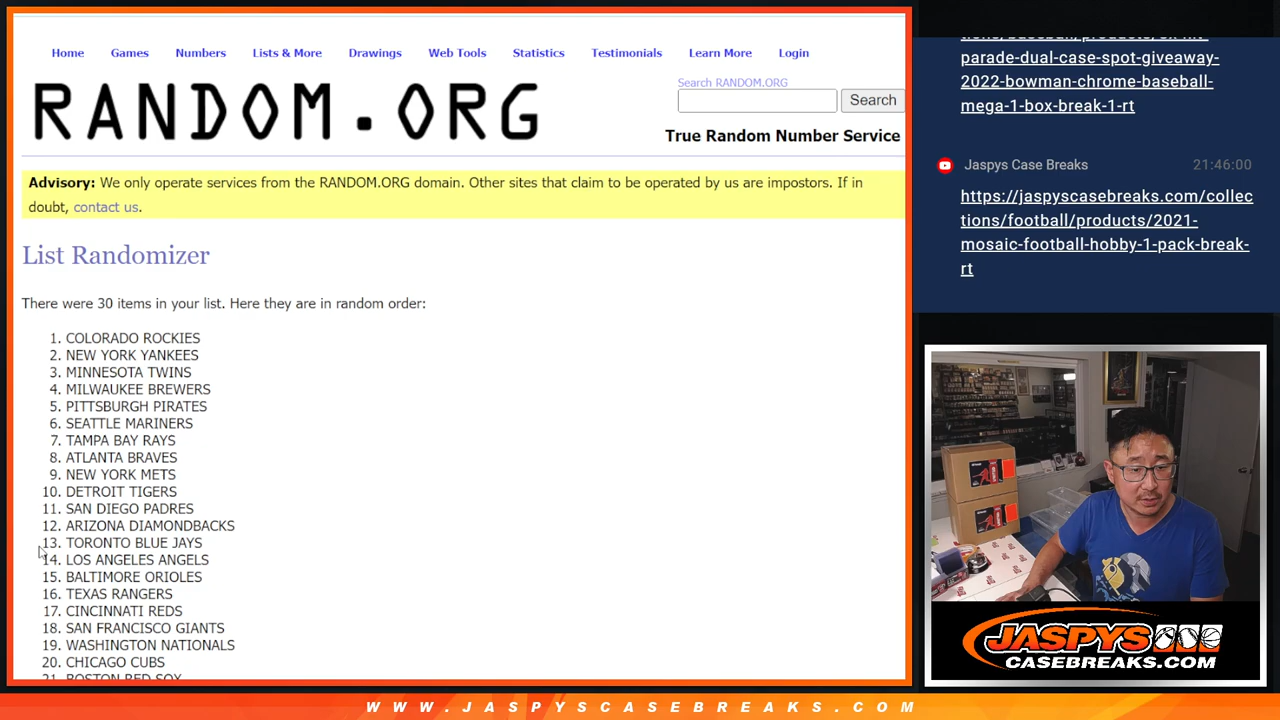 Home Games Numbers Lists & More Drawings Web Tools Statistics Testimonials Learn More Login
RANDOM.ORG
Search RANDOM.ORG
Search
True Random Number Service
Advisory: We only operate services from the RANDOM.ORG domain. Other sites that claim to be operated by us are impostors. If in
doubt, contact us.
List Randomizer
There were 30 items in your list. Here they are in random order:
1. COLORADO ROCKIES
2. NEW YORK YANKEES
3. MINNESOTA TWINS
4. MILWAUKEE BREWERS
5. PITTSBURGH PIRATES
6. SEATTLE MARINERS
7. TAMPA BAY RAYS
8. ATLANTA BRAVES
9. NEW YORK METS
10. DETROIT TIGERS
11. SAN DIEGO PADRES
12. ARIZONA DIAMONDBACKS
13. TORONTO BLUE JAYS
14. LOS ANGELES ANGELS
15. BALTIMORE ORIOLES
16. TEXAS RANGERS
17. CINCINNATI REDS
18. SAN FRANCISCO GIANTS
19. WASHINGTON NATIONALS
20. CHICAGO CUBS
21. BOSTON RED SOX
parade-dual-case-spot-giveaway-
2022-bowman-chrome-baseball-
mega-1-box-break-1-rt
Jaspys Case Breaks 21:46:00
https://jaspyscasebreaks.com/collec
tions/football/products/2021-
mosaic-football-hobby-1-pack-break-
rt
JASPYS
CASEBREAKS.COM
WWW.JASPYSCASEBREAKS.COM